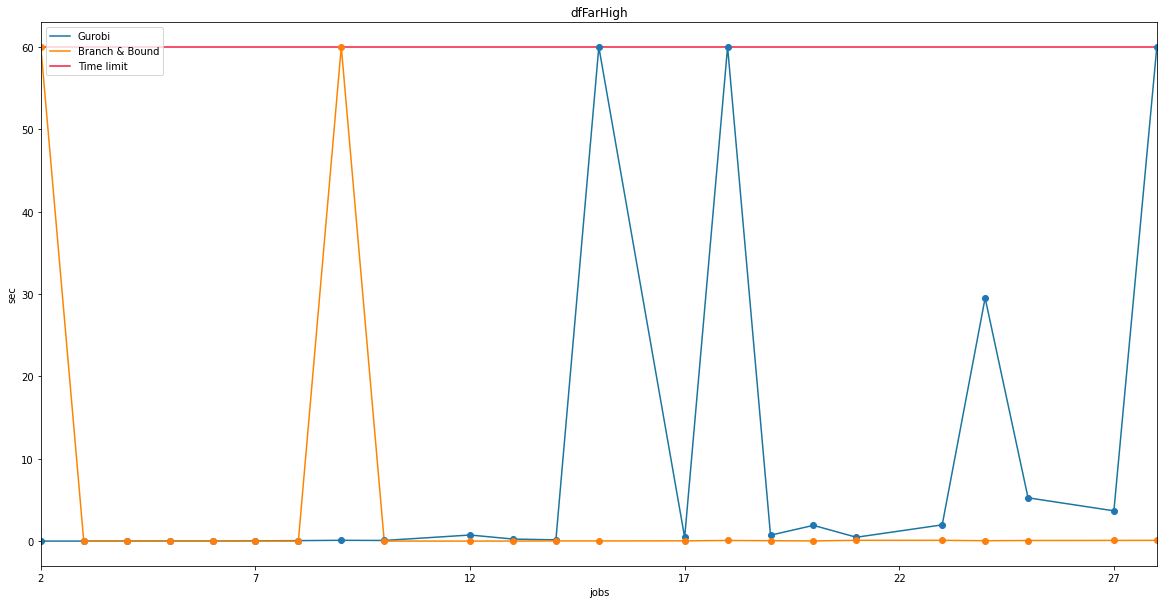 dfFarHigh
Gurobi
Branch & Bound
Time limit
60
50
40
30
20
10
0
sec
2 7 12 17 22 27
jobs